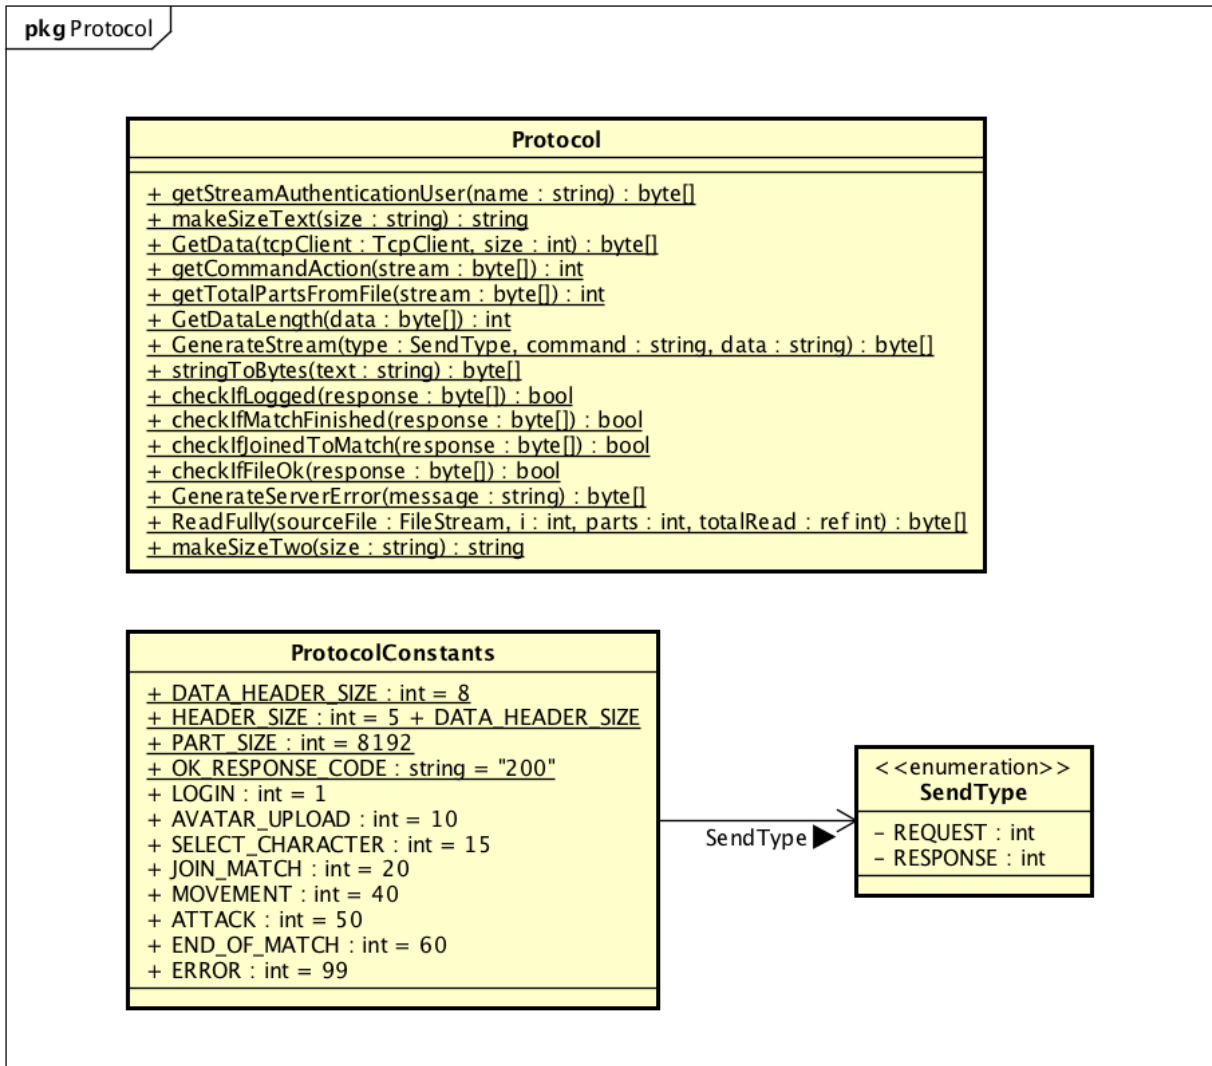 pkg Protocol
Protocol
+ getStreamAuthenticationUser(name : string) : byte[]
+ makeSizeText(size : string) : string
+ GetData(tcpClient : TcpClient, size : int) : byte[]
+ getCommandAction(stream : byte[]) : int
+ getTotalPartsFromFile(stream : byte[]) : int
+ GetDataLength(data : byte[]) : int
+ GenerateStream(type : SendType, command : string, data : string) : byte[]
+ stringToBytes(text : string) : byte[]
+ checkIfLogged(response : byte[]) : bool
+ checkIfMatchFinished(response : byte[]) : bool
+ checkIfJoinedToMatch(response : byte[]) : bool
+ checkIfFileOk(response : byte[]) : bool
+ GenerateServerError(message : string) : byte[]
+ ReadFully(sourceFile : FileStream, i : int, parts : int, totalRead : ref int) : byte[]
+ makeSizeTwo(size : string) : string
ProtocolConstants
+ DATA_HEADER_SIZE : int = 8
+ HEADER_SIZE : int = 5 + DATA_HEADER_SIZE
+ PART_SIZE : int = 8192
+ OK_RESPONSE_CODE : string = "200"
+ LOGIN : int = 1
+ AVATAR_UPLOAD : int = 10
+ SELECT_CHARACTER : int = 15
+ JOIN_MATCH : int = 20
+ MOVEMENT : int = 40
+ ATTACK : int = 50
+ END_OF_MATCH : int = 60
+ ERROR : int = 99
SendType
<<enumeration>>
SendType
– REQUEST : int
– RESPONSE : int